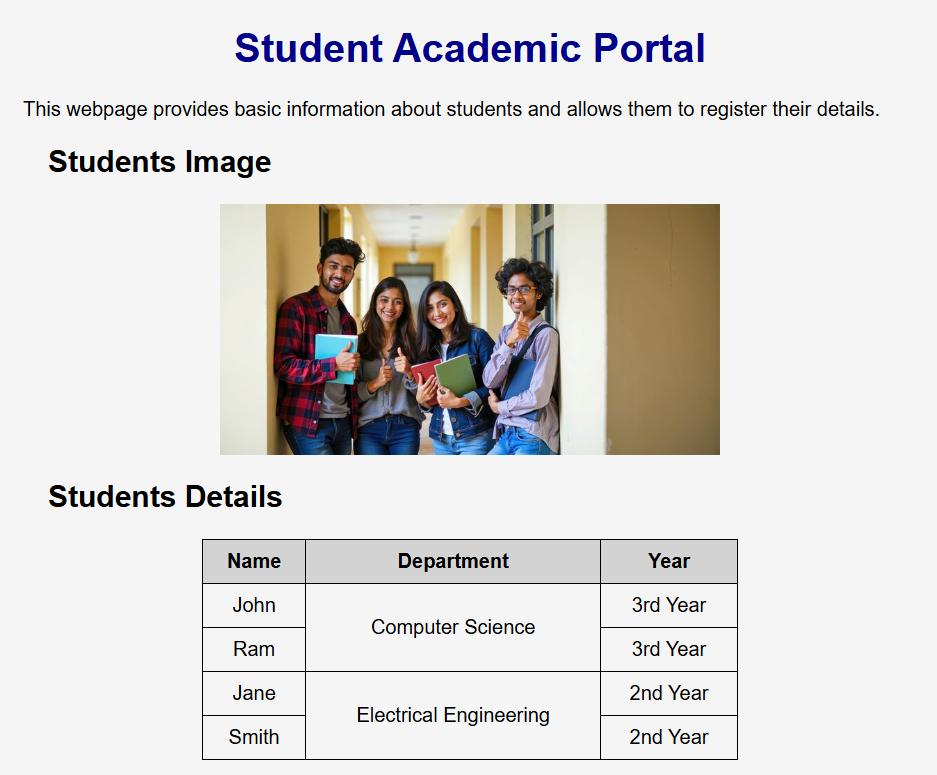 Student Academic Portal
This webpage provides basic information about students and allows them to register their details.
Students Image
Students Details
Name Department Year
John Computer Science 3rd Year
Ram 3rd Year
Jane Electrical Engineering 2nd Year
Smith 2nd Year